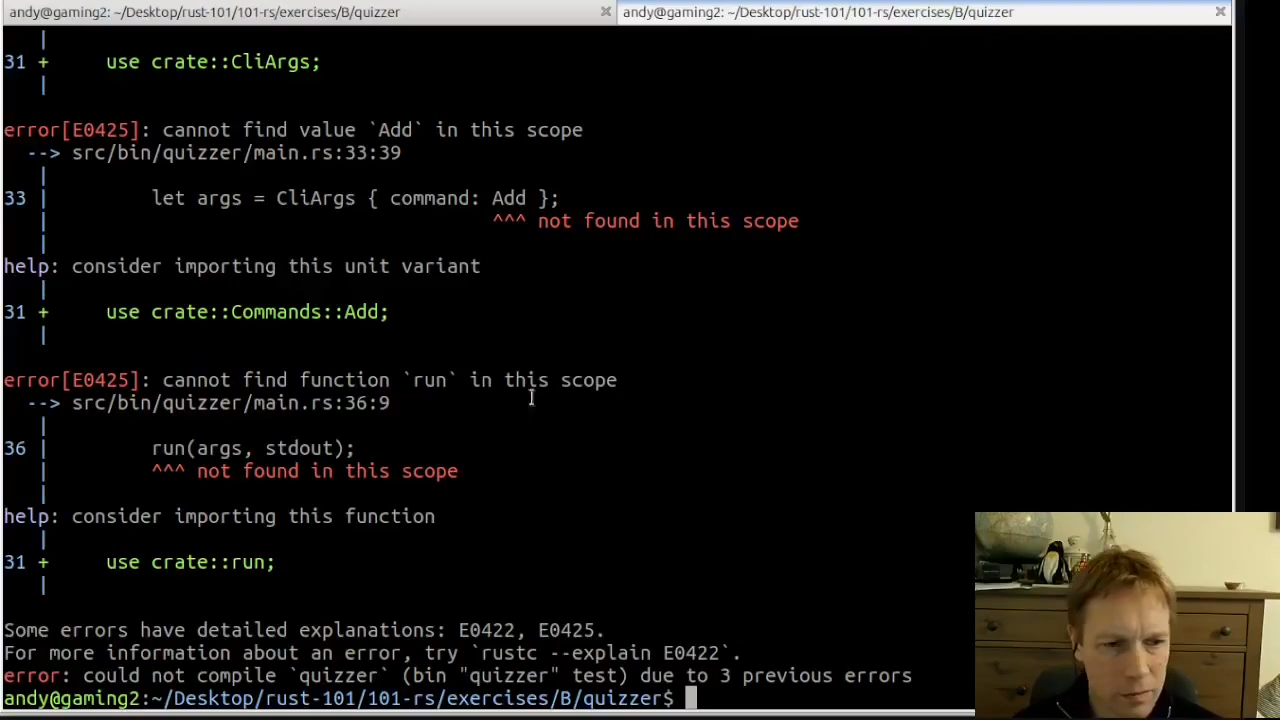 andy@gaming2: ~/Desktop/rust-101/101-rs/exercises/B/quizzer
andy@gaming2: ~/Desktop/rust-101/101-rs/exercises/B/quizzer
|
31 +     use crate::CliArgs;
|
error[E0425]: cannot find value `Add` in this scope
--> src/bin/quizzer/main.rs:33:39
|
33 |         let args = CliArgs { command: Add };
|                                       ^^^ not found in this scope
|
help: consider importing this unit variant
|
31 +     use crate::Commands::Add;
|
error[E0425]: cannot find function `run` in this scope
--> src/bin/quizzer/main.rs:36:9
|
36 |         run(args, stdout);
|         ^^^ not found in this scope
|
help: consider importing this function
|
31 +     use crate::run;
|
Some errors have detailed explanations: E0422, E0425.
For more information about an error, try `rustc --explain E0422`.
error: could not compile `quizzer` (bin "quizzer" test) due to 3 previous errors
andy@gaming2:~/Desktop/rust-101/101-rs/exercises/B/quizzer$